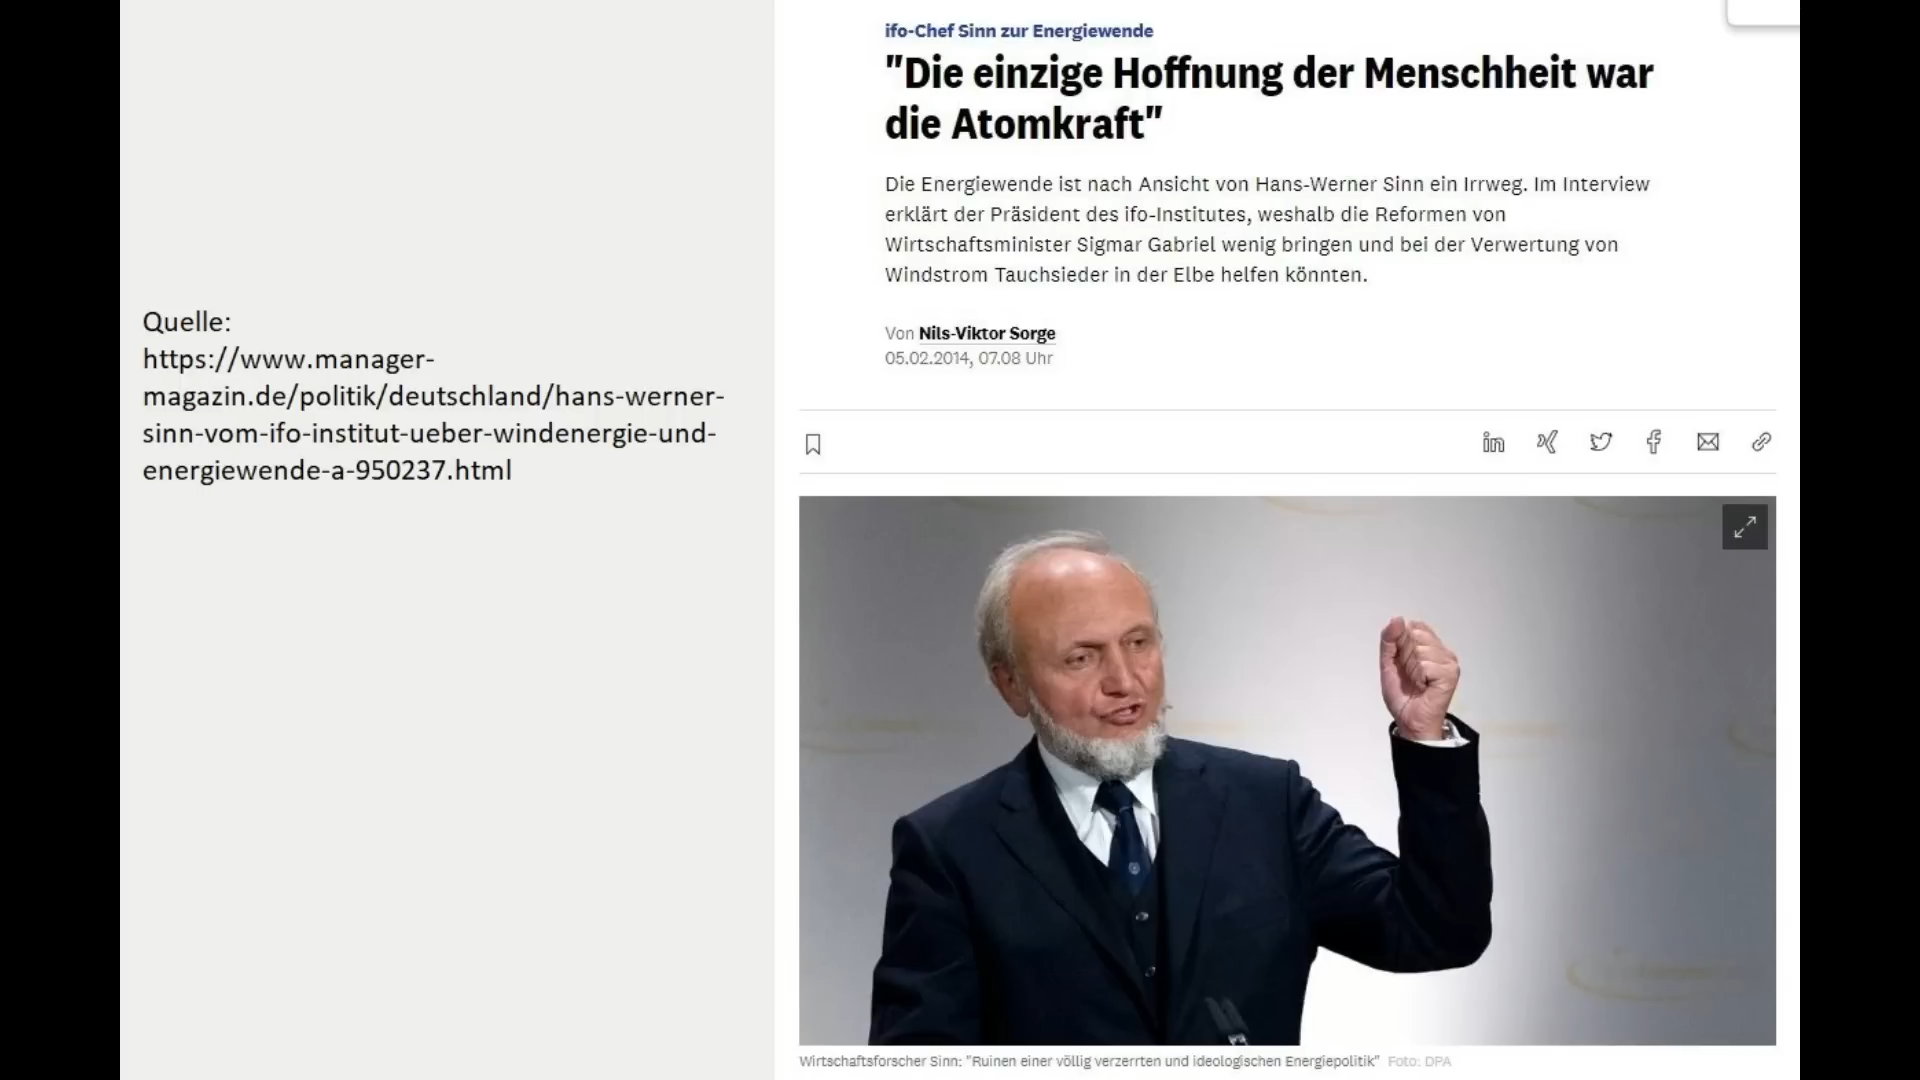 Quelle:
https://www.manager-
magazin.de/politik/deutschland/hans-werner-
sinn-vom-ifo-institut-ueber-windenergie-und-
energiewende-a-950237.html
ifo-Chef Sinn zur Energiewende
"Die einzige Hoffnung der Menschheit war
die Atomkraft"
Die Energiewende ist nach Ansicht von Hans-Werner Sinn ein Irrweg. Im Interview
erklärt der Präsident des ifo-Institutes, weshalb die Reformen von
Wirtschaftsminister Sigmar Gabriel wenig bringen und bei der Verwertung von
Windstrom Tauchsieder in der Elbe helfen könnten.
Von Nils-Viktor Sorge
05.02.2014, 07.08 Uhr
Wirtschaftsforscher Sinn: "Ruinen einer völlig verzerrten und ideologischen Energiepolitik" Foto: DPA